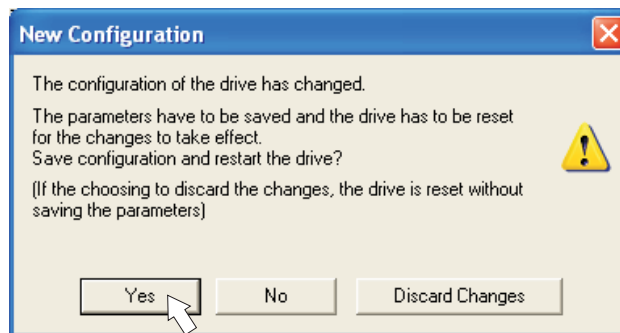 New Configuration
The configuration of the drive has changed.
The parameters have to be saved and the drive has to be reset
for the changes to take effect.
Save configuration and restart the drive?
(If the choosing to discard the changes, the drive is reset without
saving the parameters)
Yes
No
Discard Changes